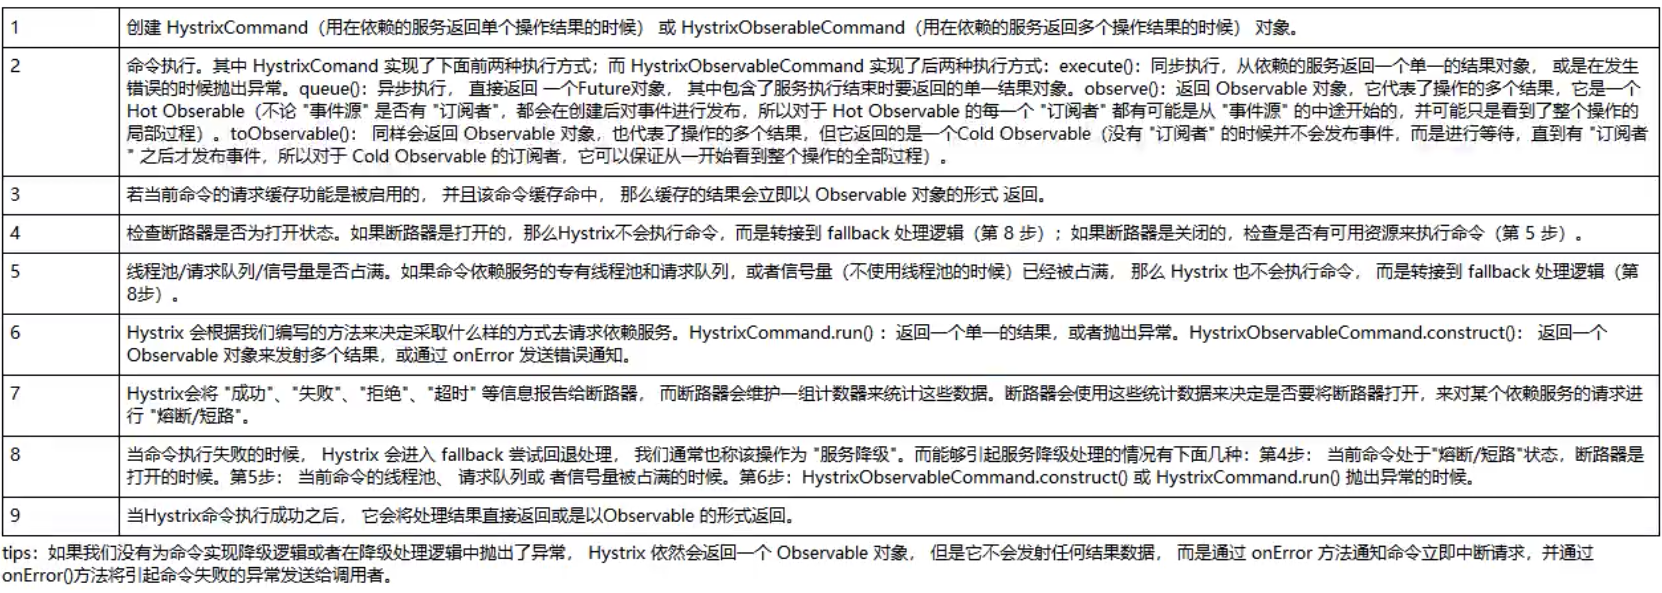 1 创建 HystrixCommand（用在依赖的服务返回单个操作结果的时候） 或 HystrixObserableCommand（用在依赖的服务返回多个操作结果的时候） 对象。
2 命令执行。其中 HystrixComand 实现了下面前两种执行方式；而 HystrixObservableCommand 实现了后两种执行方式：execute()：同步执行，从依赖的服务返回一个单一的结果对象， 或是在发生
错误的时候抛出异常。queue()：异步执行， 直接返回 一个Future对象， 其中包含了服务执行结束时要返回的单一结果对象。observe()：返回 Observable 对象，它代表了操作的多个结果，它是一个
Hot Obserable（不论 "事件源" 是否有 "订阅者"，都会在创建后对事件进行发布，所以对于 Hot Observable 的每一个 "订阅者" 都有可能是从 "事件源" 的中途开始的，并可能只是看到了整个操作的
局部过程）。toObservable()： 同样会返回 Observable 对象，也代表了操作的多个结果，但它返回的是一个Cold Observable（没有 "订阅者" 的时候并不会发布事件，而是进行等待，直到有 "订阅者
" 之后才发布事件，所以对于 Cold Observable 的订阅者，它可以保证从一开始看到整个操作的全部过程）。
3 若当前命令的请求缓存功能是被启用的， 并且该命令缓存命中， 那么缓存的结果会立即以 Observable 对象的形式 返回。
4 检查断路器是否为打开状态。如果断路器是打开的，那么Hystrix不会执行命令，而是转接到 fallback 处理逻辑（第 8 步）；如果断路器是关闭的，检查是否有可用资源来执行命令（第 5 步）。
5 线程池/请求队列/信号量是否占满。如果命令依赖服务的专有线程池和请求队列，或者信号量（不使用线程池的时候）已经被占满， 那么 Hystrix 也不会执行命令， 而是转接到 fallback 处理逻辑（第
8步）。
6 Hystrix 会根据我们编写的方法来决定采取什么样的方式去请求依赖服务。HystrixCommand.run() ：返回一个单一的结果，或者抛出异常。HystrixObservableCommand.construct()： 返回一个
Observable 对象来发射多个结果，或通过 onError 发送错误通知。
7 Hystrix会将 "成功"、"失败"、"拒绝"、"超时" 等信息报告给断路器， 而断路器会维护一组计数器来统计这些数据。断路器会使用这些统计数据来决定是否要将断路器打开，来对某个依赖服务的请求进
行 "熔断/短路"。
8 当命令执行失败的时候， Hystrix 会进入 fallback 尝试回退处理， 我们通常也称该操作为 "服务降级"。而能够引起服务降级处理的情况有下面几种：第4步： 当前命令处于"熔断/短路"状态，断路器是
打开的时候。第5步： 当前命令的线程池、 请求队列或 者信号量被占满的时候。第6步：HystrixObservableCommand.construct() 或 HystrixCommand.run() 抛出异常的时候。
9 当Hystrix命令执行成功之后， 它会将处理结果直接返回或是以Observable 的形式返回。
tips：如果我们没有为命令实现降级逻辑或者在降级处理逻辑中抛出了异常， Hystrix 依然会返回一个 Observable 对象， 但是它不会发射任何结果数据， 而是通过 onError 方法通知命令立即中断请求，并通过
onError()方法将引起命令失败的异常发送给调用者。